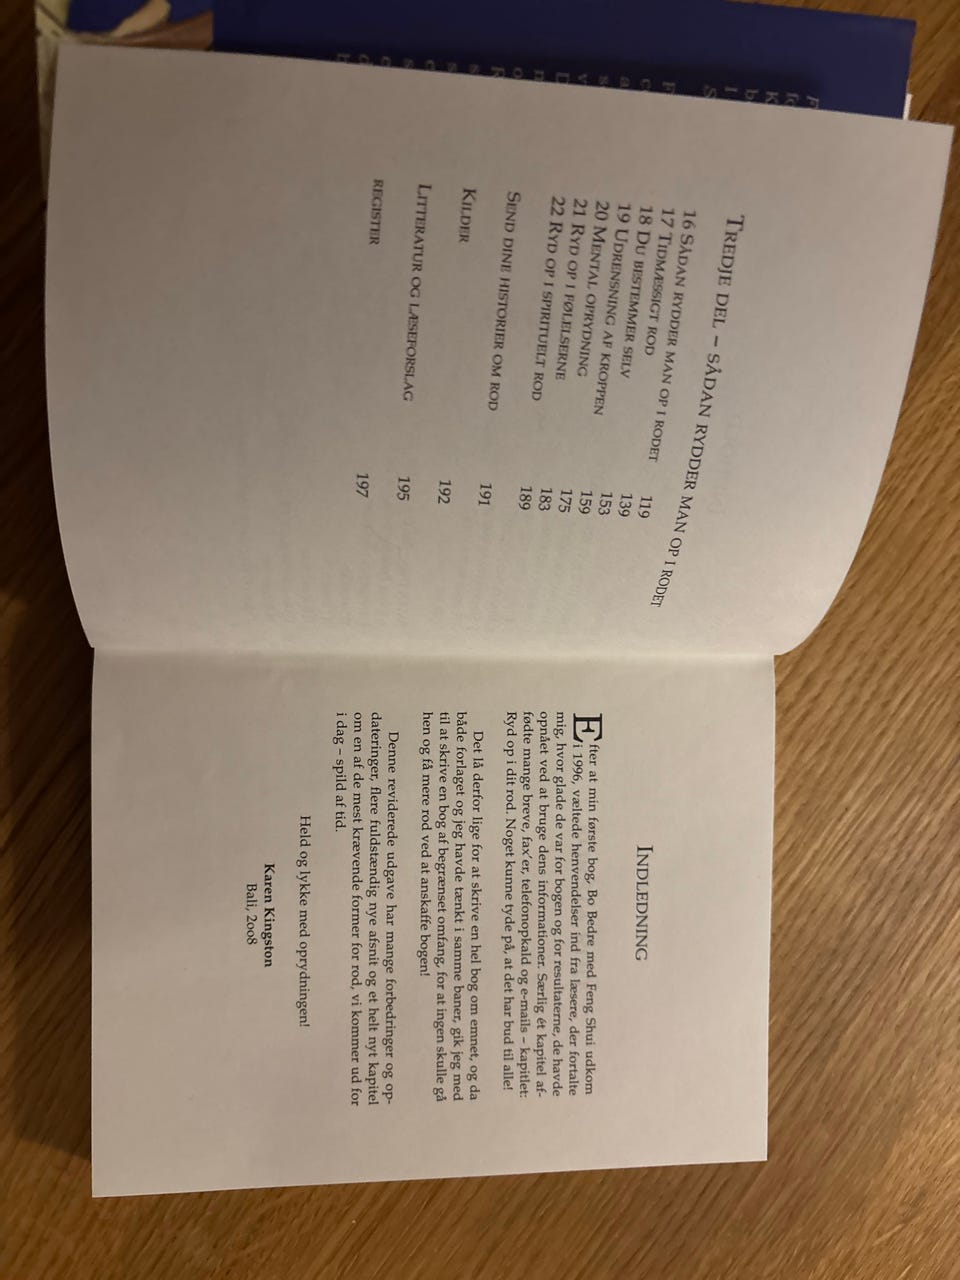 TREDJE DEL – SÅDAN RYDDER MAN OP I RODET
16 SÅDAN RYDDER MAN OP I RODET 119
17 TIDMÆSSIGT ROD 139
18 DU BESTEMMER SELV 153
19 UDRENSNING AF KROPPEN 159
20 MENTAL OPRYDNING 175
21 RYD OP I FØLELSERNE 183
22 RYD OP I SPIRITUELT ROD 189
SEND DINE HISTORIER OM ROD 191
KILDER 192
LITTERATUR OG LÆSEFORSLAG 195
REGISTER 197
INDLEDNING
Efter at min første bog, Bo Bedre med Feng Shui udkom
i 1996, væltede henvendelser ind fra læsere, der fortalte
mig, hvor glade de var for bogen og for resultaterne, de havde
opnået ved at bruge dens informationer. Særlig ét kapitel af-
fødte mange breve, fax'er, telefonopkald og e-mails – kapitlet:
Ryd op i dit rod. Noget kunne tyde på, at det har bud til alle!
Det lå derfor lige for at skrive en hel bog om emnet, og da
både forlaget og jeg havde tænkt i samme baner, gik jeg med
til at skrive en bog af begrænset omfang, for at ingen skulle gå
hen og få mere rod ved at anskaffe bogen!
Denne reviderede udgave har mange forbedringer og op-
dateringer, flere fuldstændig nye afsnit og et helt nyt kapitel
om en af de mest krævende former for rod, vi kommer ud for
i dag – spild af tid.
Held og lykke med oprydningen!
Karen Kingston
Bali, 2008